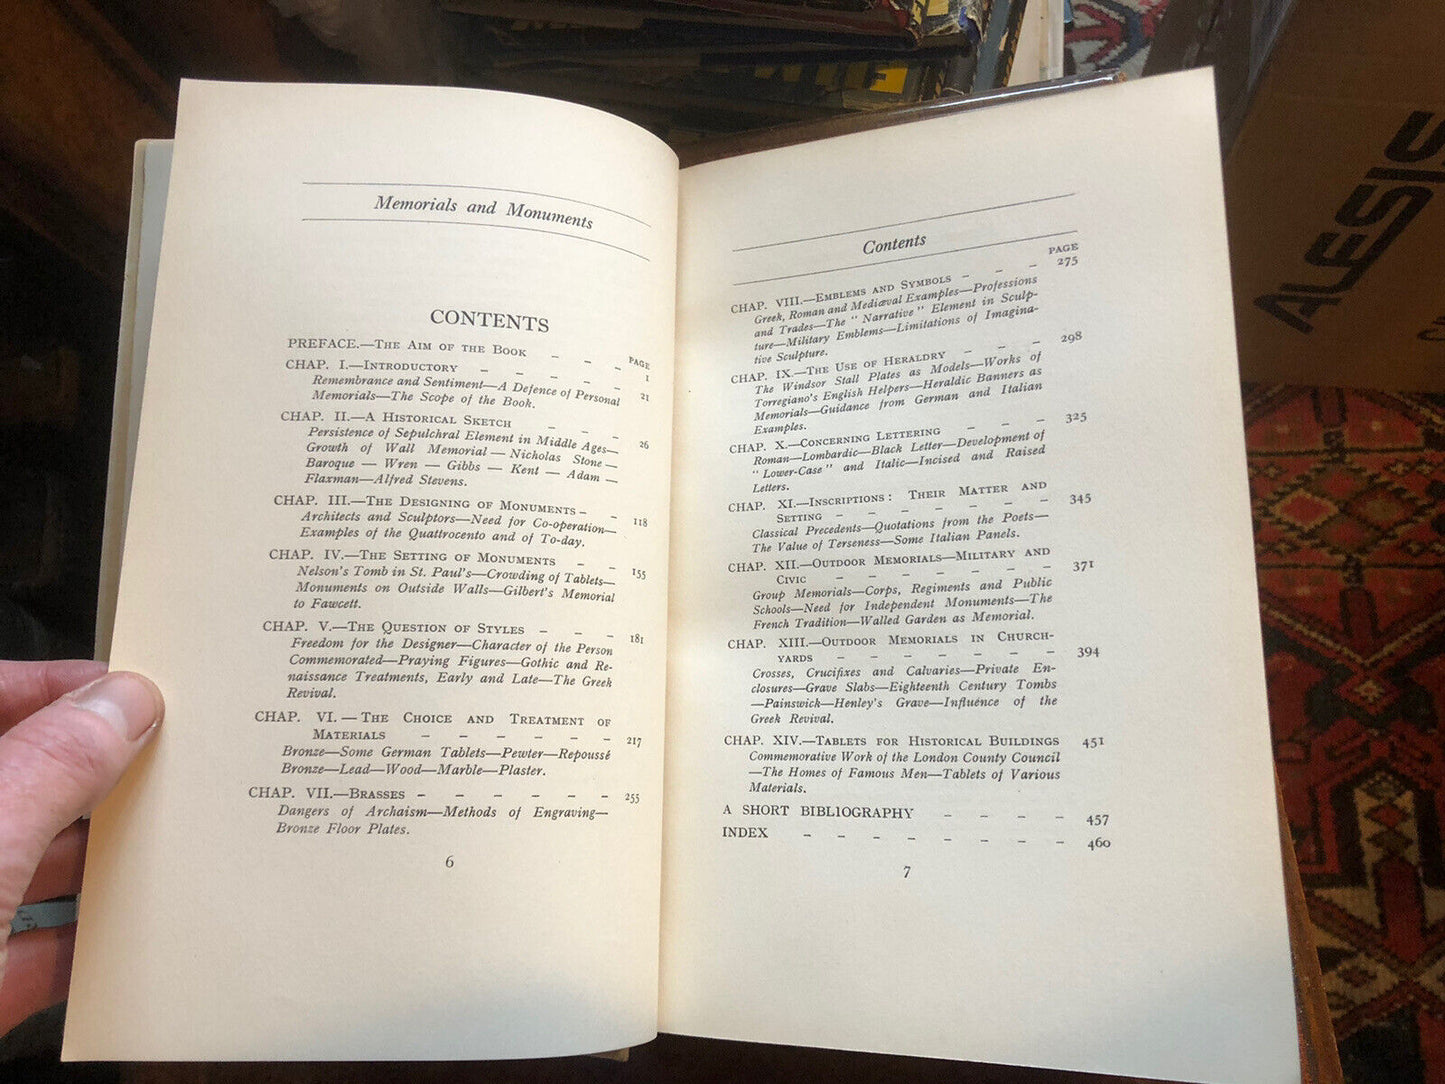 Memorials and Monuments
CONTENTS
PAGE
PREFACE.—The Aim of the Book – – 1
CHAP. I.—Introductory – – – – – 21
Remembrance and Sentiment—A Defence of Personal
Memorials—The Scope of the Book.
CHAP. II.—A Historical Sketch – – – 26
Persistence of Sepulchral Element in Middle Ages—
Growth of Wall Memorial—Nicholas Stone—
Baroque — Wren — Gibbs — Kent — Adam —
Flaxman—Alfred Stevens.
CHAP. III.—The Designing of Monuments – – 118
Architects and Sculptors—Need for Co-operation—
Examples of the Quattrocento and of To-day.
CHAP. IV.—The Setting of Monuments – – 155
Nelson's Tomb in St. Paul's—Crowding of Tablets—
Monuments on Outside Walls—Gilbert's Memorial
to Fawcett.
CHAP. V.—The Question of Styles – – – 181
Freedom for the Designer—Character of the Person
Commemorated—Praying Figures—Gothic and Re-
naissance Treatments, Early and Late—The Greek
Revival.
CHAP. VI.—The Choice and Treatment of
Materials – – – – – – 217
Bronze—Some German Tablets—Pewter—Repoussé
Bronze—Lead—Wood—Marble—Plaster.
CHAP. VII.—Brasses – – – – – – 255
Dangers of Archaism—Methods of Engraving—
Bronze Floor Plates.
6
Contents
PAGE
CHAP. VIII.—Emblems and Symbols – – – 275
Greek, Roman and Mediæval Examples—Professions
and Trades—The "Narrative" Element in Sculp-
ture—Military Emblems—Limitations of Imagina-
tive Sculpture.
CHAP. IX.—The Use of Heraldry – – – 298
The Windsor Stall Plates as Models—Works of
Torregiano's English Helpers—Heraldic Banners as
Memorials—Guidance from German and Italian
Examples.
CHAP. X.—Concerning Lettering – – – 325
Roman—Lombardic—Black Letter—Development of
"Lower-Case" and Italic—Incised and Raised
Letters.
CHAP. XI.—Inscriptions: Their Matter and
Setting – – – – – – 345
Classical Precedents—Quotations from the Poets—
The Value of Terseness—Some Italian Panels.
CHAP. XII.—Outdoor Memorials—Military and
Civic – – – – – – – 371
Group Memorials—Corps, Regiments and Public
Schools—Need for Independent Monuments—The
French Tradition—Walled Garden as Memorial.
CHAP. XIII.—Outdoor Memorials in Church-
yards – – – – – – – 394
Crosses, Crucifixes and Calvaries—Private En-
closures—Grave Slabs—Eighteenth Century Tombs
—Painswick—Henley's Grave—Influence of the
Greek Revival.
CHAP. XIV.—Tablets for Historical Buildings 451
Commemorative Work of the London County Council
—The Homes of Famous Men—Tablets of Various
Materials.
A SHORT BIBLIOGRAPHY – – – – 457
INDEX – – – – – – – – 460
7
ALESIS